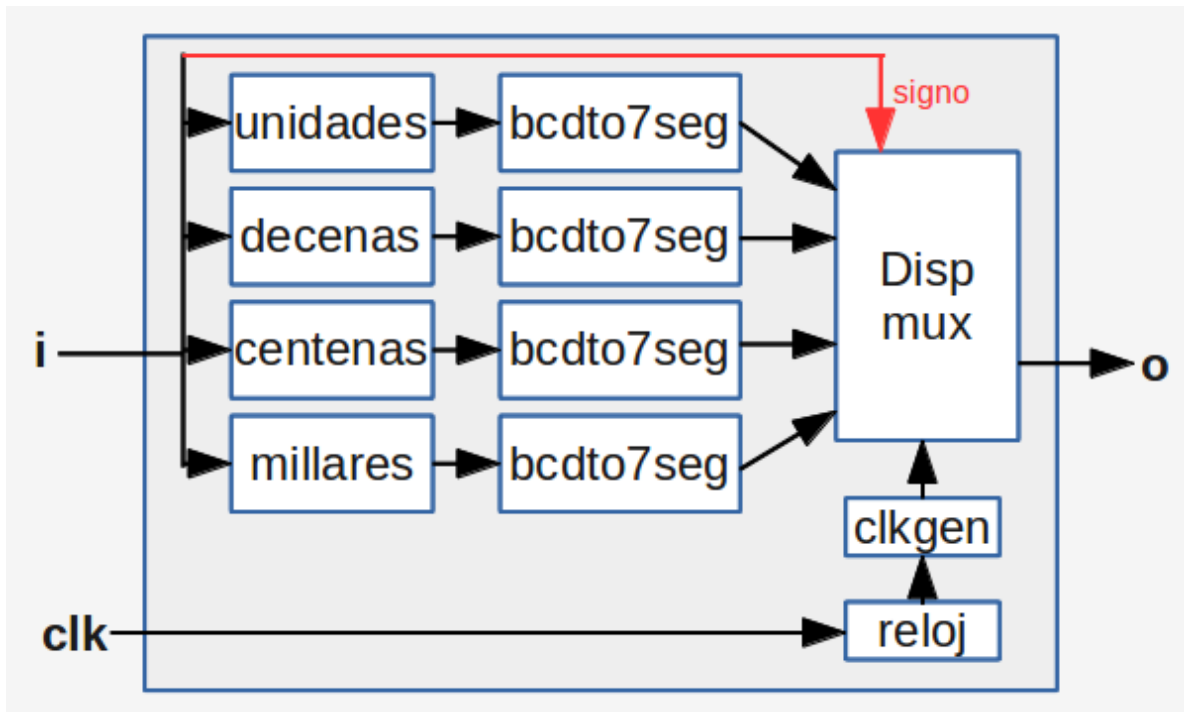 signo
unidades bcdto7seg
decenas bcdto7seg
Disp
mux
i
centenas bcdto7seg
o
millares bcdto7seg
clkgen
clk
reloj